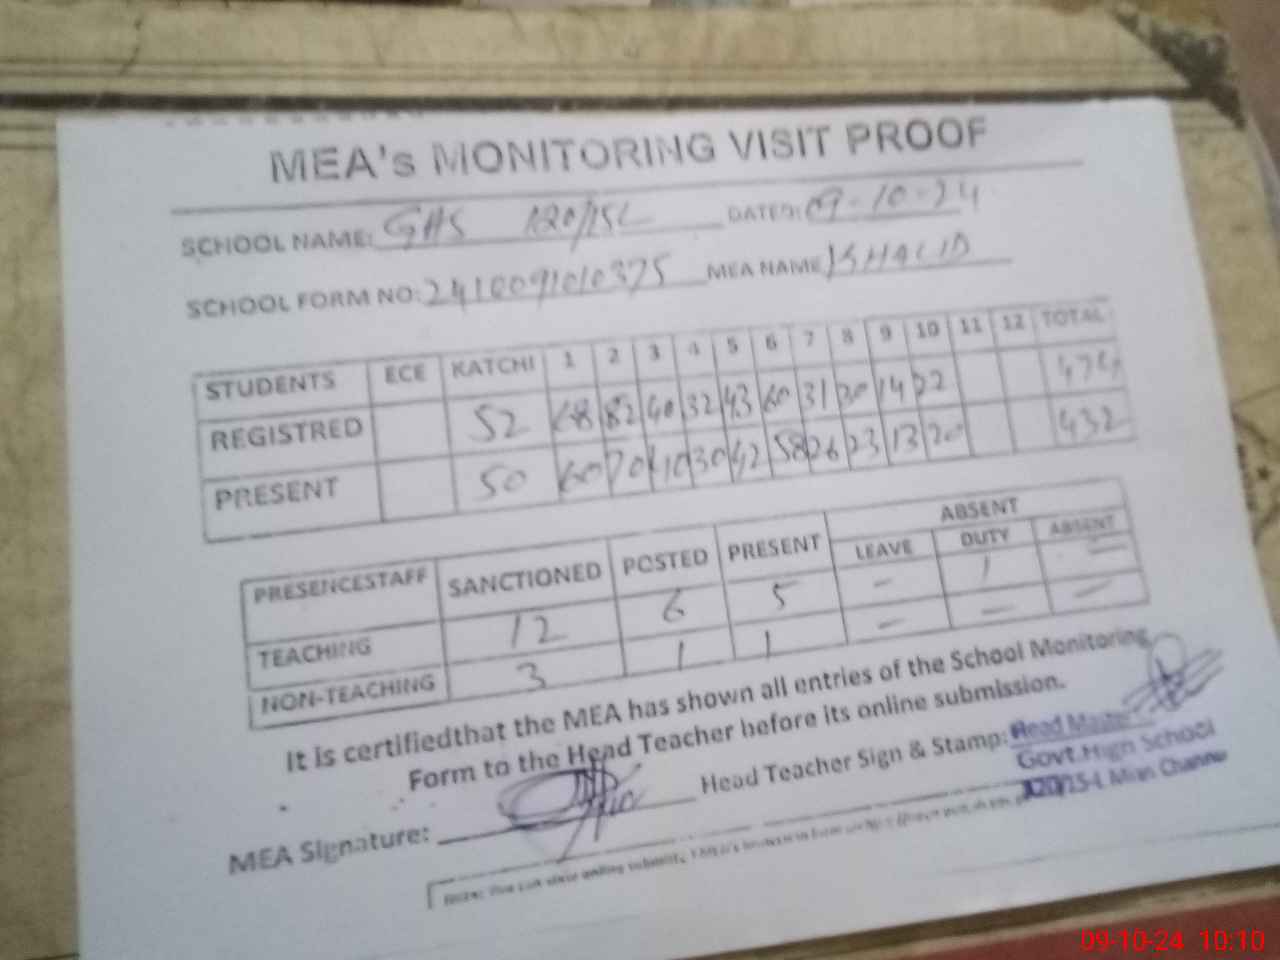 MEA's MONITORING VISIT PROOF
SCHOOL NAME: GHS 120/15L DATED: 09-10-24
SCHOOL FORM NO: 2410091010375 MEA NAME KHALID
STUDENTS ECE KATCHI 1 2 3 4 5 6 7 8 9 10 11 12 TOTAL
REGISTRED 52 68 82 40 32 43 60 31 30 14 22 474
PRESENT 50 60 70 40 30 42 58 26 23 13 20 432
ABSENT
PRESENCESTAFF SANCTIONED POSTED PRESENT LEAVE DUTY ABSENT
TEACHING 12 6 5 - 1 -
NON-TEACHING 3 1 1 - - -
It is certifiedthat the MEA has shown all entries of the School Monitoring
Form to the Head Teacher before its online submission.
MEA Signature: Head Teacher Sign & Stamp:
Head Master
Govt.High School
120/15-L Mian Channu
09-10-24 10:10